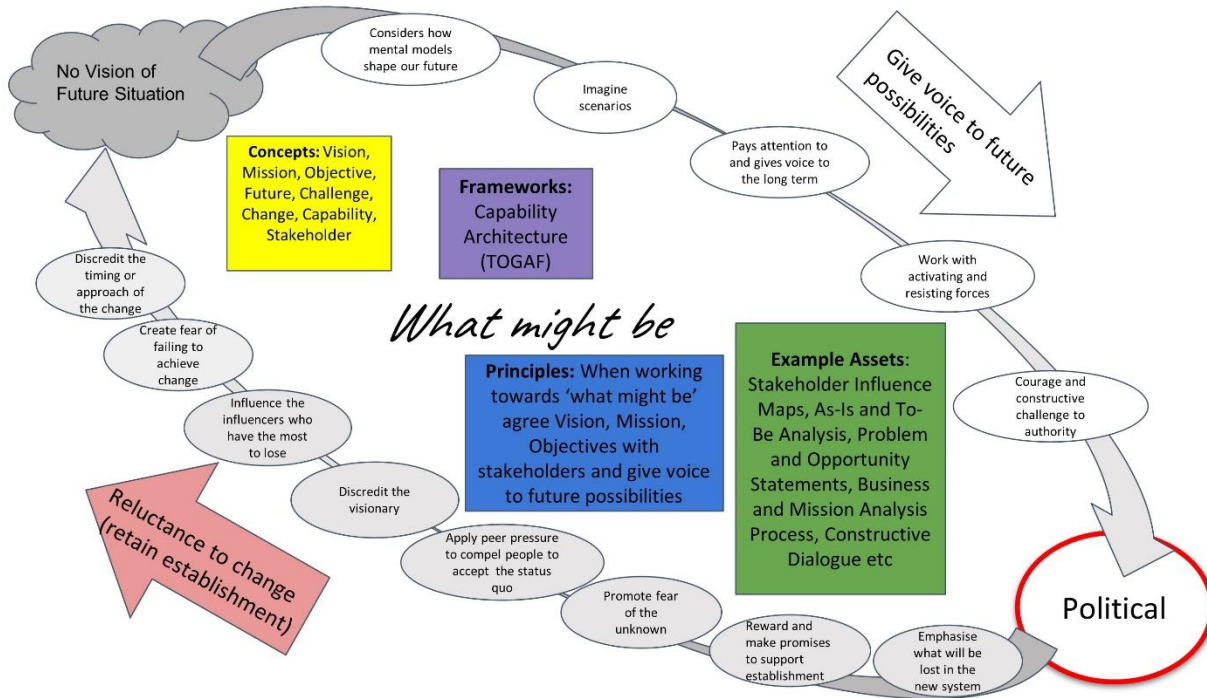 No Vision of
Future Situation
Considers how
mental models
shape our future
Imagine
scenarios
Pays attention to
and gives voice to
the long term
Work with
activating and
resisting forces
Courage and
constructive
challenge to
authority
Give voice to future
possibilities
Concepts: Vision,
Mission, Objective,
Future, Challenge,
Change, Capability,
Stakeholder
Frameworks:
Capability
Architecture
(TOGAF)
What might be
Principles: When working
towards ‘what might be’
agree Vision, Mission,
Objectives with
stakeholders and give voice
to future possibilities
Example Assets:
Stakeholder Influence
Maps, As-Is and To-
Be Analysis, Problem
and Opportunity
Statements, Business
and Mission Analysis
Process, Constructive
Dialogue etc
Political
Emphasise
what will be
lost in the
new system
Reward and
make promises
to support
establishment
Promote fear
of the
unknown
Apply peer pressure
to compel people to
accept the status
quo
Discredit the
visionary
Influence the
influencers who
have the most
to lose
Create fear of
failing to
achieve
change
Discredit the
timing or
approach of
the change
Reluctance to change
(retain establishment)